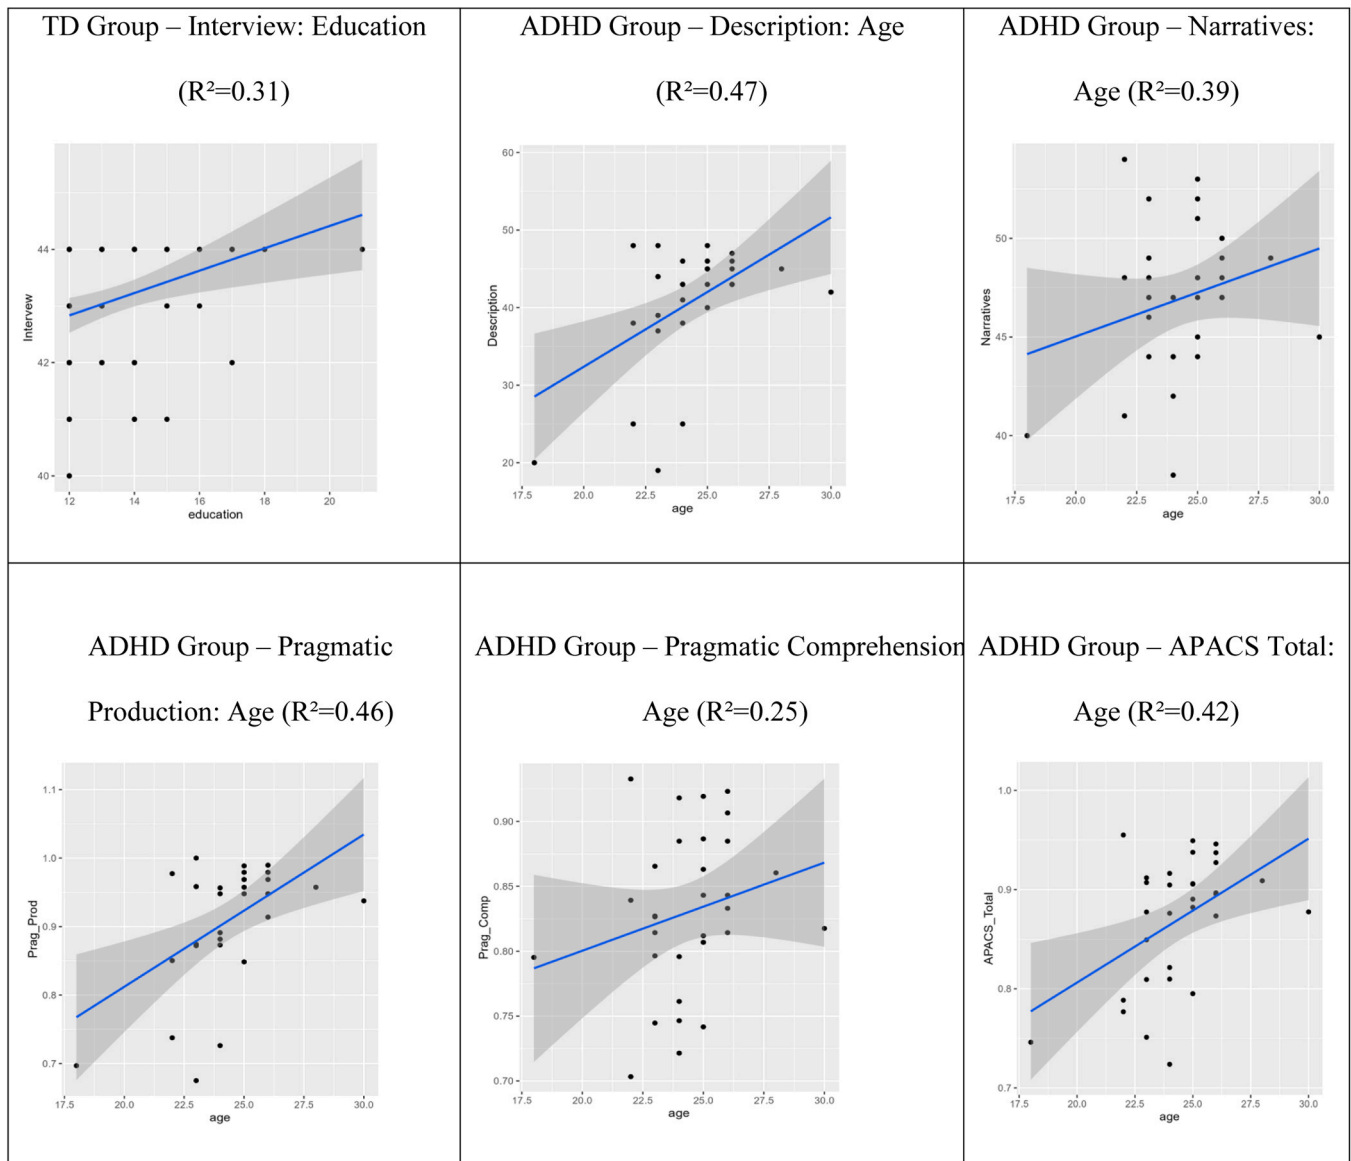 TD Group – Interview: Education
(R²=0.31)
44
42
40
Intervew
12
14
16
18
20
education
ADHD Group – Description: Age
(R²=0.47)
60
50
40
30
20
Description
17.5
20.0
22.5
25.0
27.5
30.0
age
ADHD Group – Narratives:
Age (R²=0.39)
50
45
40
Narratives
17.5
20.0
22.5
25.0
27.5
30.0
age
ADHD Group – Pragmatic
Production: Age (R²=0.46)
1.1
1.0
0.9
0.8
0.7
Prag_Prod
17.5
20.0
22.5
25.0
27.5
30.0
age
ADHD Group – Pragmatic Comprehension
Age (R²=0.25)
0.90
0.85
0.80
0.75
0.70
Prag_Comp
17.5
20.0
22.5
25.0
27.5
30.0
age
ADHD Group – APACS Total:
Age (R²=0.42)
1.0
0.9
0.8
0.7
APACS_Total
17.5
20.0
22.5
25.0
27.5
30.0
age